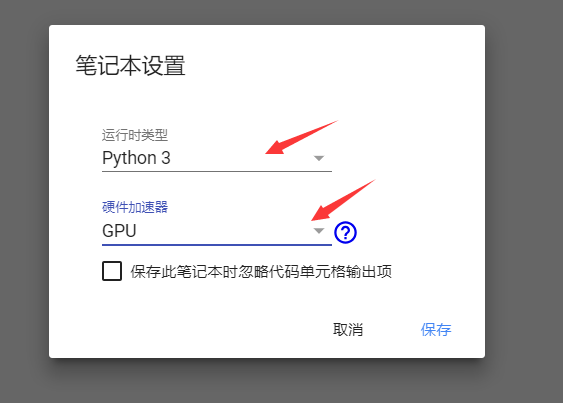 笔记本设置
运行时类型
Python 3
硬件加速器
GPU
保存此笔记本时忽略代码单元格输出项
取消 保存